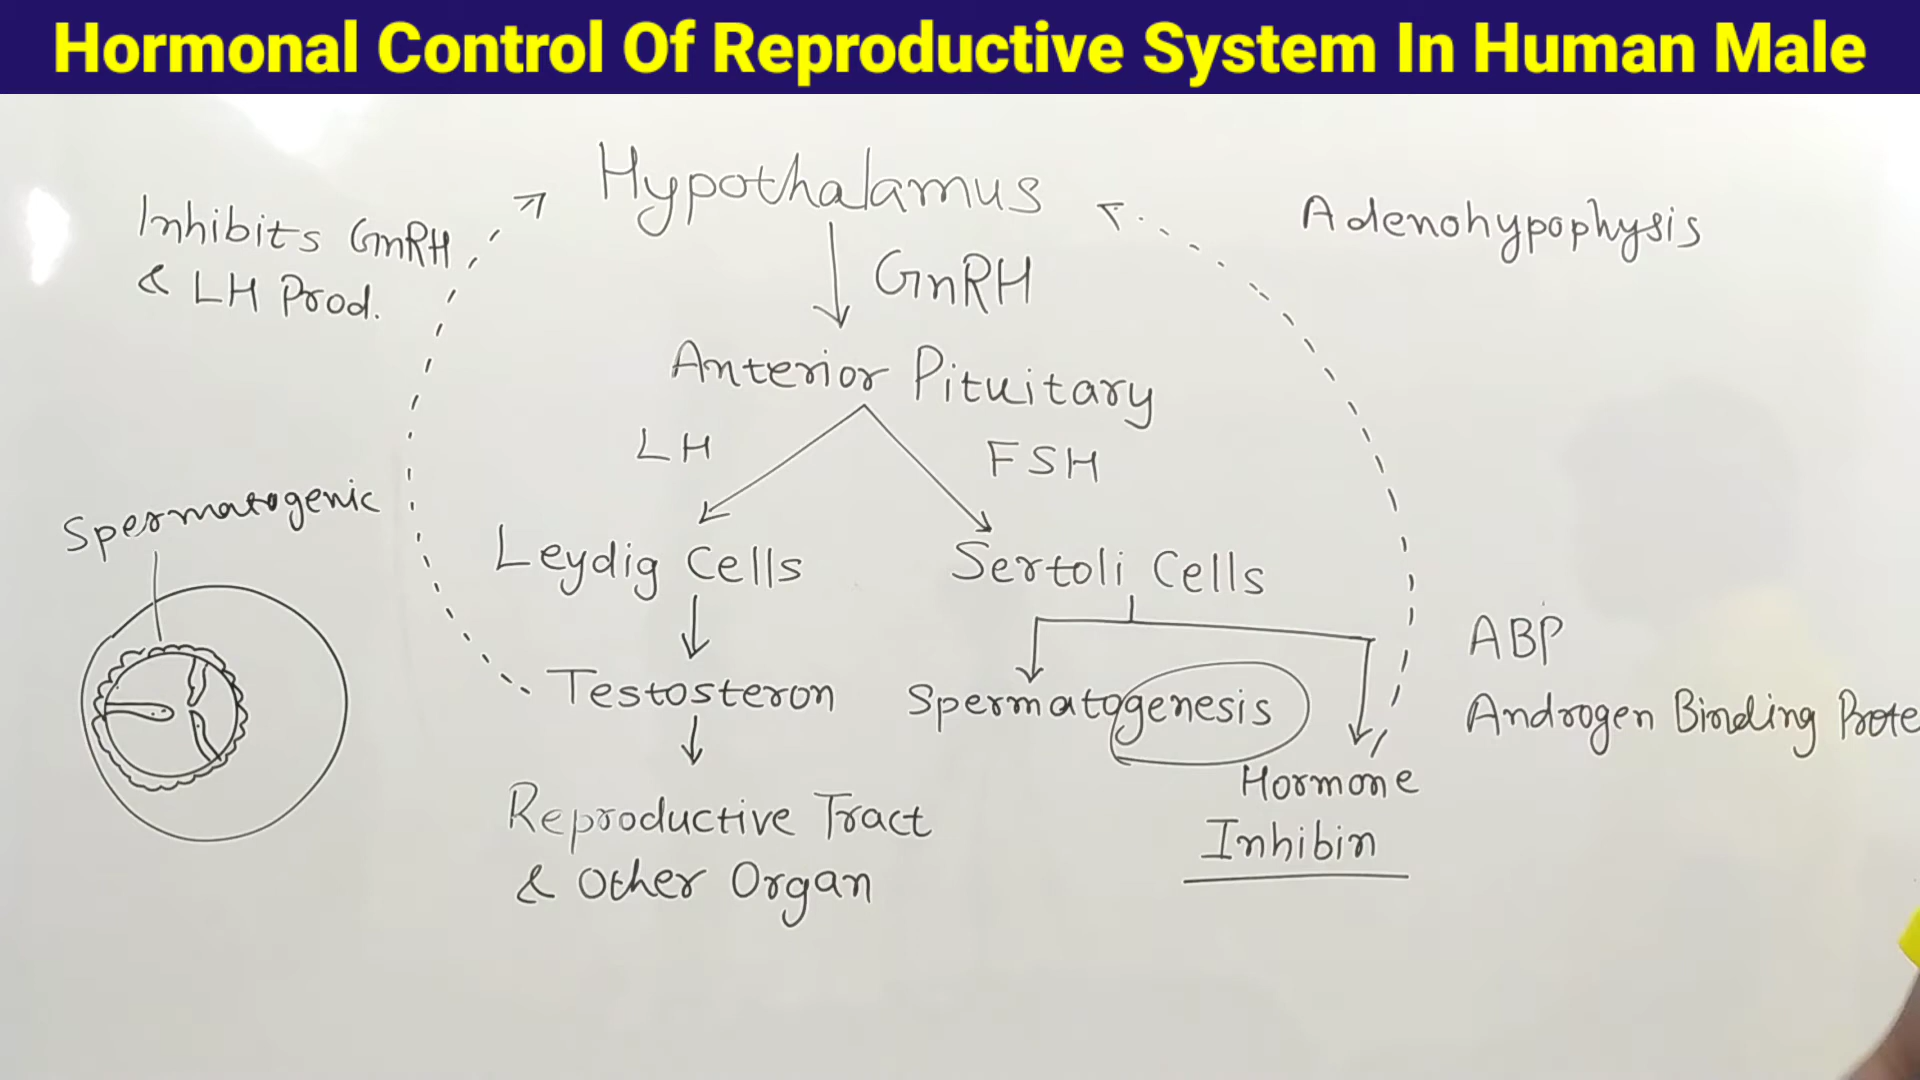 Hormonal Control Of Reproductive System In Human Male
Hypothalamus
Inhibits GnRH
& LH Prod.
Adenohypophysis
GnRH
Anterior Pituitary
LH
FSH
Spermatogenic
Leydig Cells
Sertoli Cells
ABP
Testosteron
Spermatogenesis
Androgen Binding Prote
Hormone
Inhibin
Reproductive Tract
& Other Organ